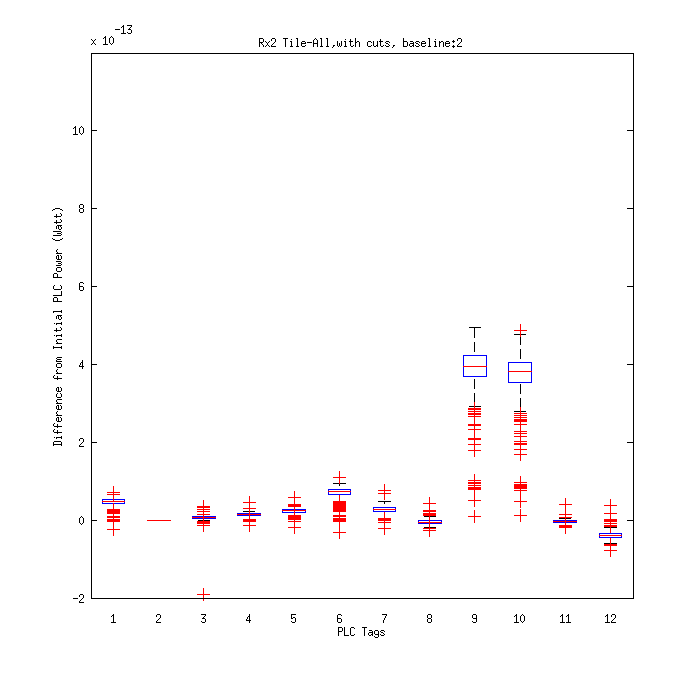 x 10-13
Rx2 Tile-All,with cuts, baseline:2
10
8
6
4
2
0
-2
Difference from Initial PLC Power (Watt)
1 2 3 4 5 6 7 8 9 10 11 12
PLC Tags